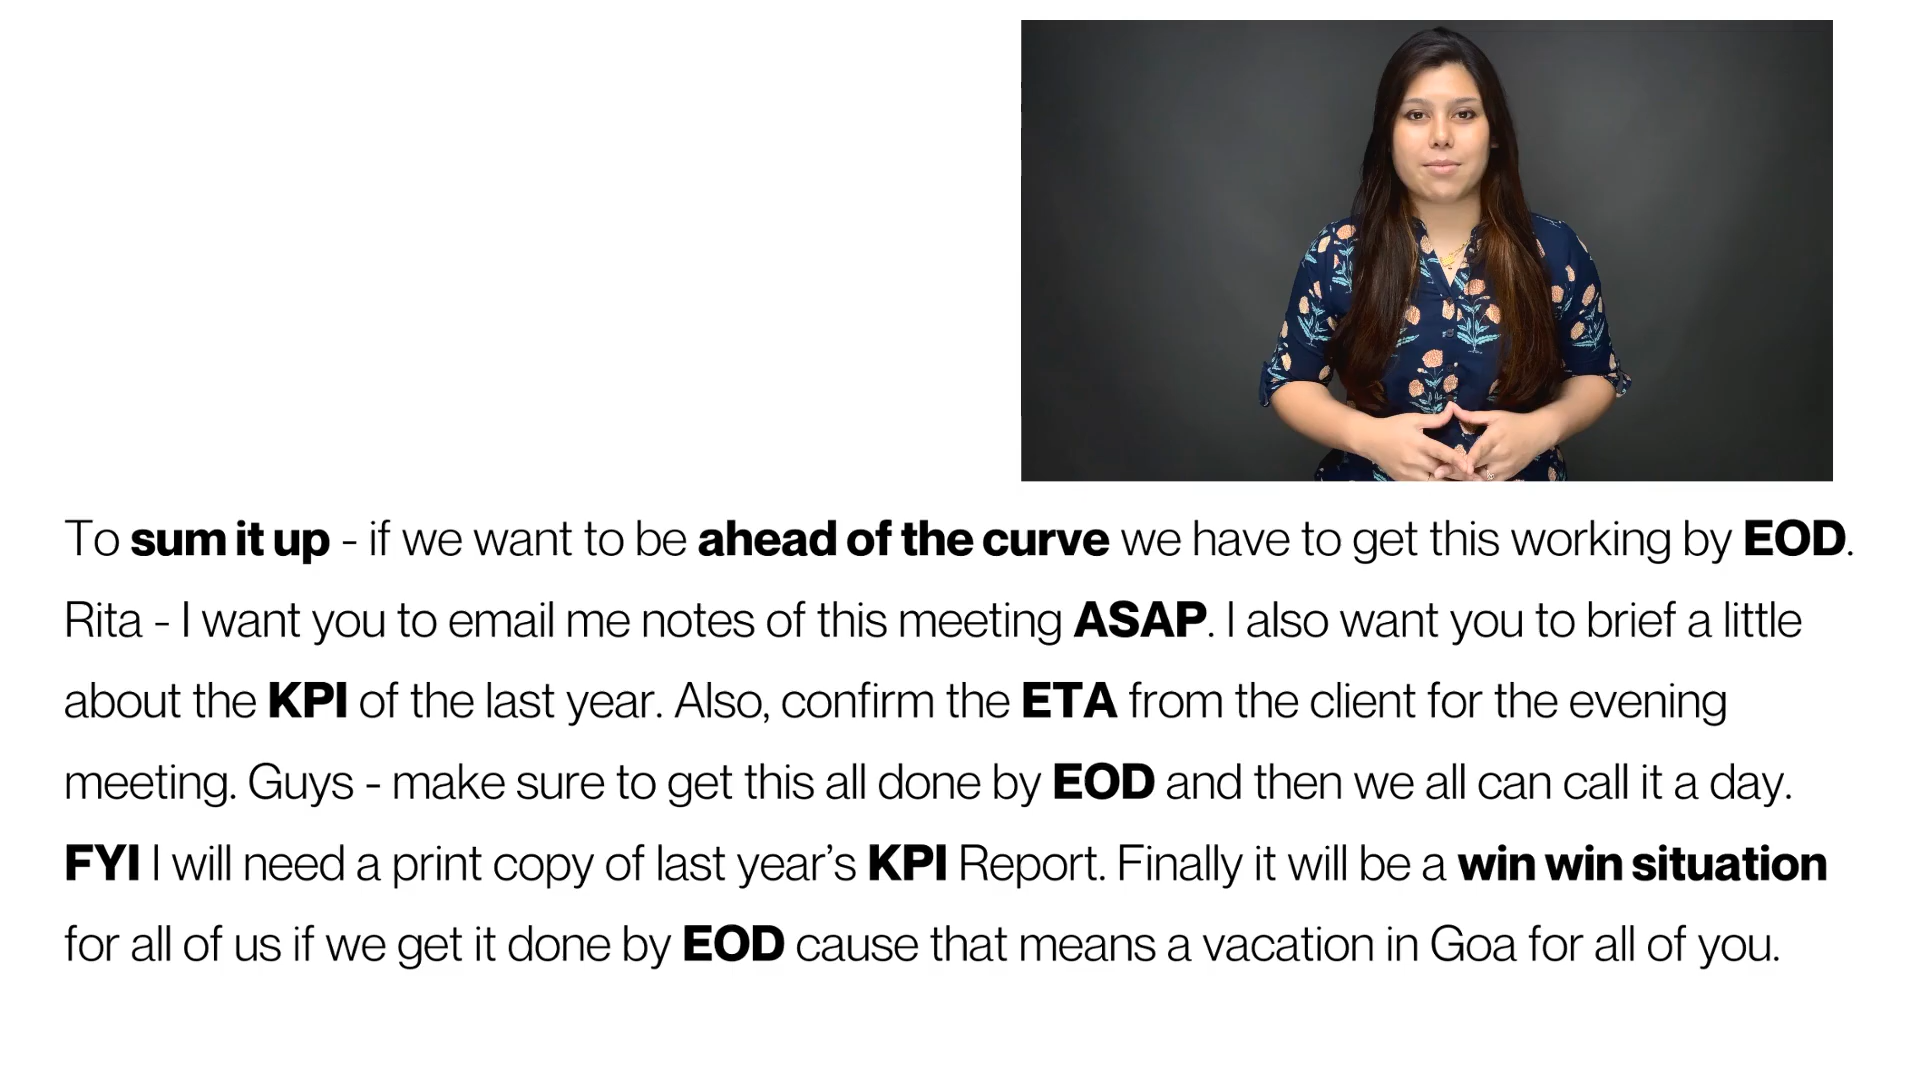 To sum it up - if we want to be ahead of the curve we have to get this working by EOD.
Rita - I want you to email me notes of this meeting ASAP. I also want you to brief a little
about the KPI of the last year. Also, confirm the ETA from the client for the evening
meeting. Guys - make sure to get this all done by EOD and then we all can call it a day.
FYI I will need a print copy of last year’s KPI Report. Finally it will be a win win situation
for all of us if we get it done by EOD cause that means a vacation in Goa for all of you.